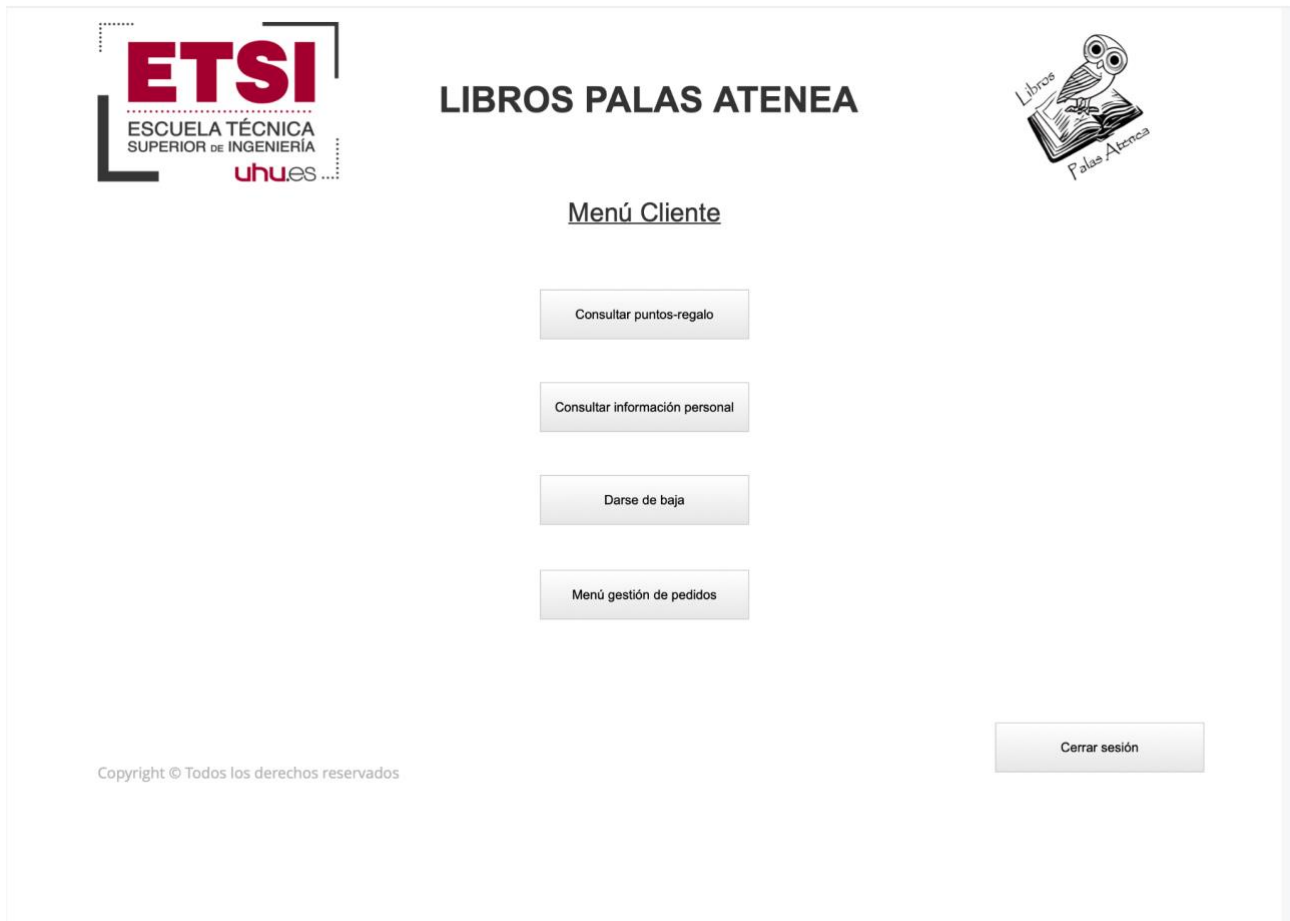 ETSI
ESCUELA TÉCNICA
SUPERIOR DE INGENIERÍA
uhu.es
LIBROS PALAS ATENEA
Libros
Palas Atenea
Menú Cliente
Consultar puntos-regalo
Consultar información personal
Darse de baja
Menú gestión de pedidos
Cerrar sesión
Copyright © Todos los derechos reservados